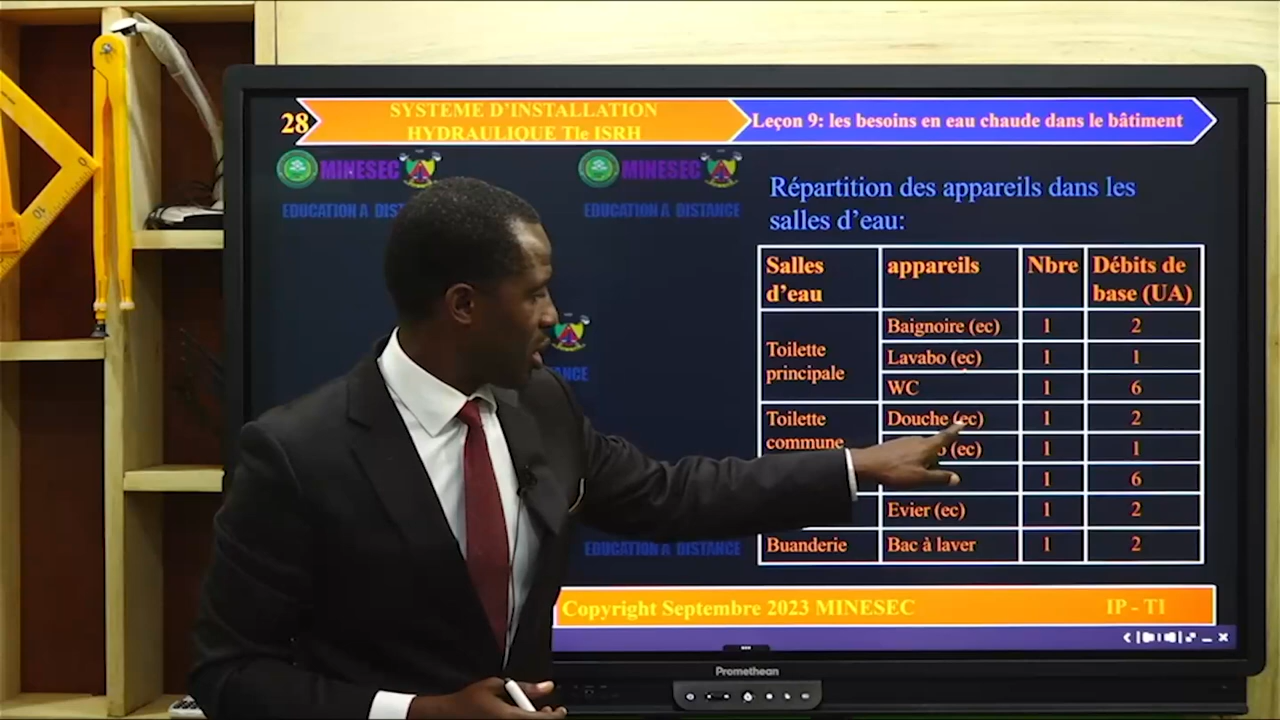 28
SYSTEME D'INSTALLATION
HYDRAULIQUE Tle ISRH
Leçon 9: les besoins en eau chaude dans le bâtiment
MINESEC
MINESEC
EDUCATION A DIST
EDUCATION A DISTANCE
Répartition des appareils dans les
salles d'eau:
Salles d'eau appareils Nbre Débits de base (UA)
Toilette principale Baignoire (ec) 1 2
Lavabo (ec) 1 1
WC 1 6
Toilette commune Douche (ec) 1 2
(ec) 1 1
1 6
Evier (ec) 1 2
Buanderie Bac à laver 1 2
ANCE
EDUCATION A DISTANCE
Copyright Septembre 2023 MINESEC
IP - TI
Promethean